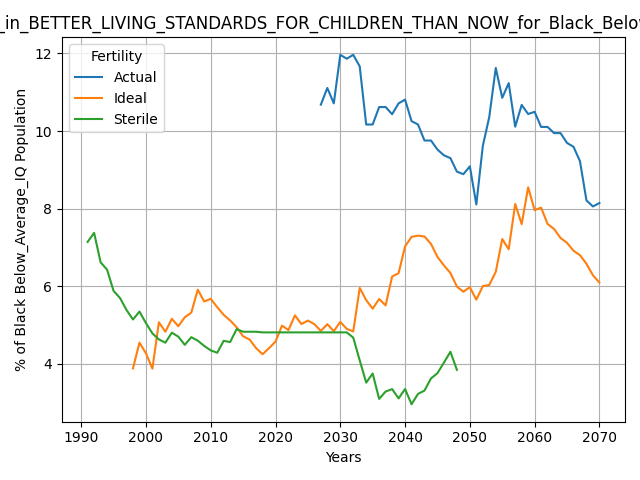 _in_BETTER_LIVING_STANDARDS_FOR_CHILDREN_THAN_NOW_for_Black_Below
Fertility
Actual
Ideal
Sterile
% of Black Below_Average_IQ Population
12
10
8
6
4
1990 2000 2010 2020 2030 2040 2050 2060 2070
Years